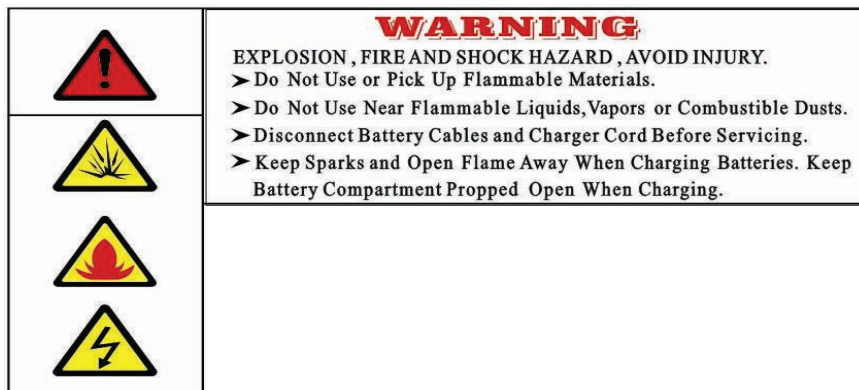 WARNING
EXPLOSION , FIRE AND SHOCK HAZARD , AVOID INJURY.
➤ Do Not Use or Pick Up Flammable Materials.
➤ Do Not Use Near Flammable Liquids,Vapors or Combustible Dusts.
➤ Disconnect Battery Cables and Charger Cord Before Servicing.
➤ Keep Sparks and Open Flame Away When Charging Batteries. Keep
Battery Compartment Propped Open When Charging.